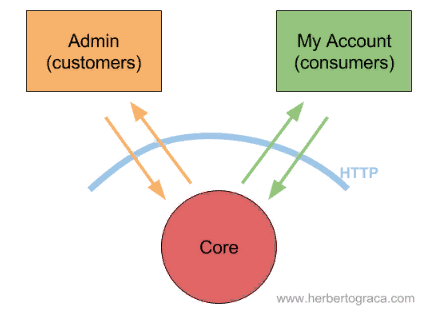 Admin
(customers)
My Account
(consumers)
HTTP
Core
www.herbertograca.com